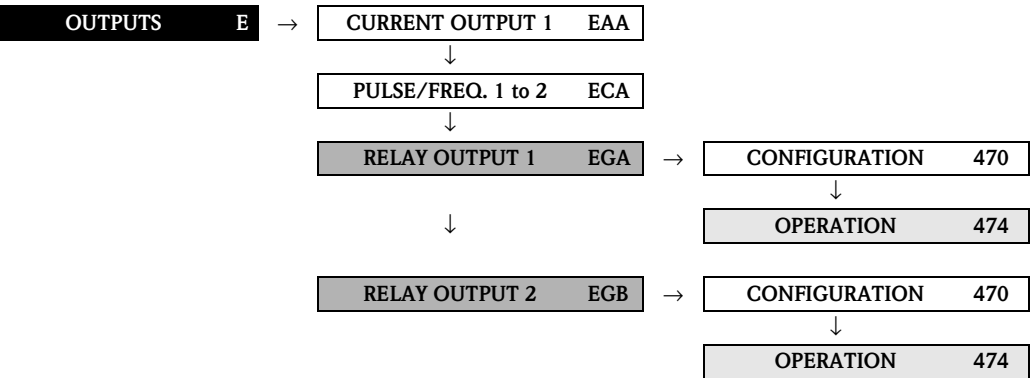 OUTPUTS E → CURRENT OUTPUT 1 EAA
↓
PULSE/FREQ. 1 to 2 ECA
↓
RELAY OUTPUT 1 EGA → CONFIGURATION 470
↓
↓ OPERATION 474
RELAY OUTPUT 2 EGB → CONFIGURATION 470
↓
OPERATION 474